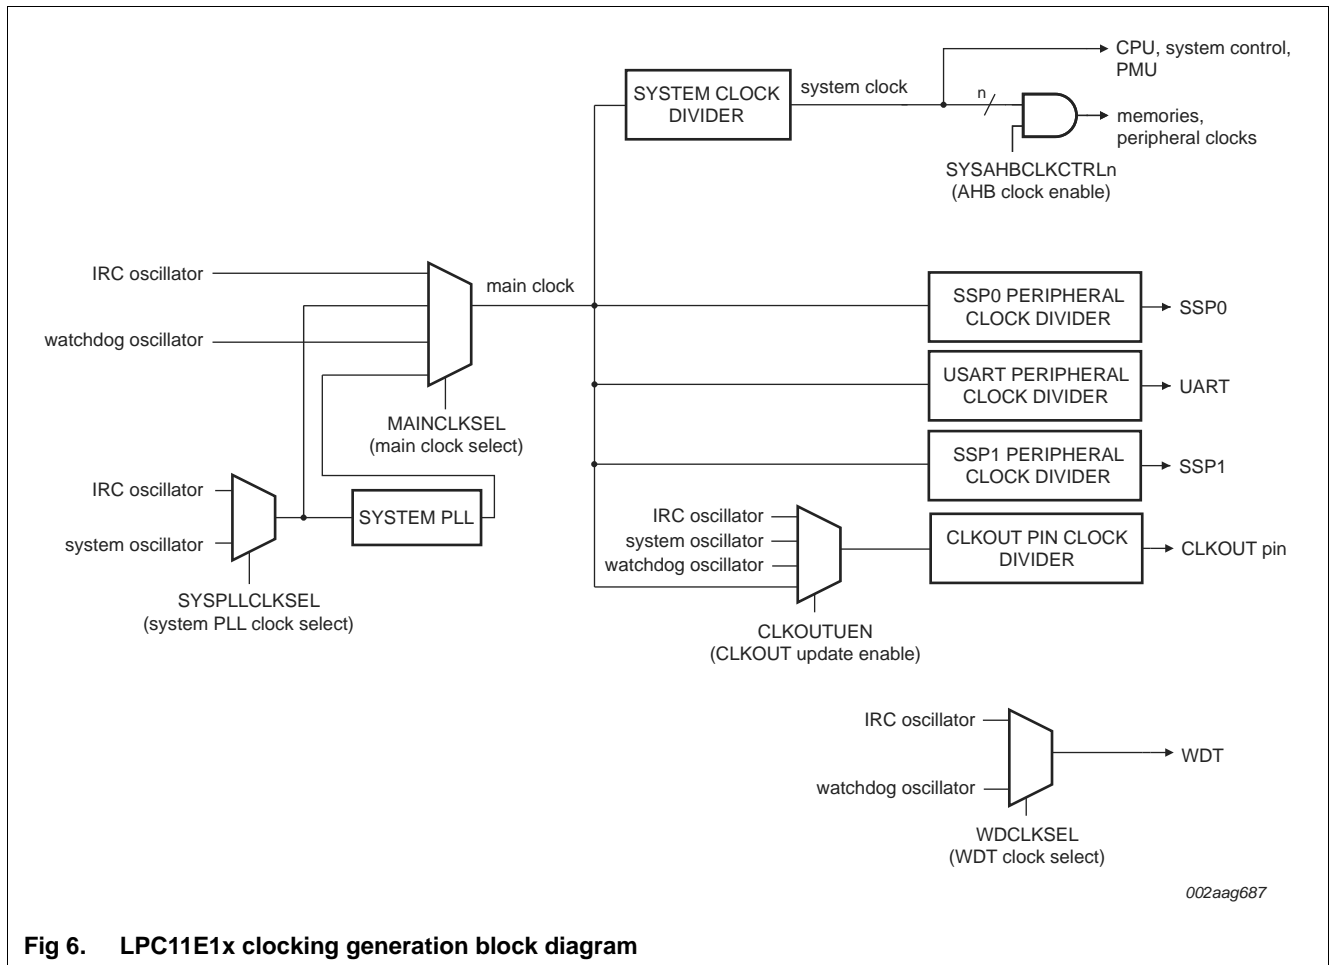 CPU, system control,
PMU
SYSTEM CLOCK
DIVIDER
system clock
n
memories,
peripheral clocks
SYSAHBCLKCTRLn
(AHB clock enable)
IRC oscillator
main clock
watchdog oscillator
MAINCLKSEL
(main clock select)
SSP0 PERIPHERAL
CLOCK DIVIDER
SSP0
USART PERIPHERAL
CLOCK DIVIDER
UART
SSP1 PERIPHERAL
CLOCK DIVIDER
SSP1
IRC oscillator
system oscillator
SYSTEM PLL
SYSPLLCLKSEL
(system PLL clock select)
IRC oscillator
system oscillator
watchdog oscillator
CLKOUT PIN CLOCK
DIVIDER
CLKOUT pin
CLKOUTUEN
(CLKOUT update enable)
IRC oscillator
watchdog oscillator
WDT
WDCLKSEL
(WDT clock select)
002aag687
Fig 6. LPC11E1x clocking generation block diagram